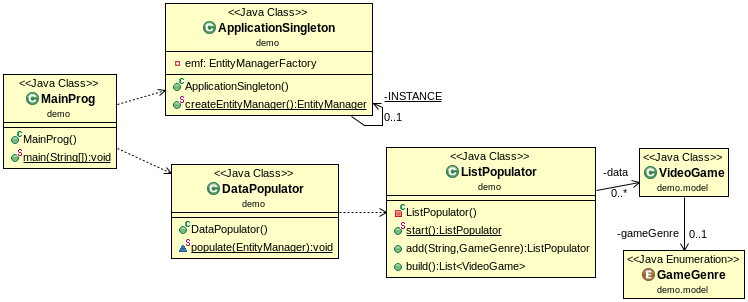 <<Java Class>>
ApplicationSingleton
demo
emf: EntityManagerFactory
ApplicationSingleton()
createEntityManager():EntityManager
-INSTANCE
0..1
<<Java Class>>
MainProg
demo
MainProg()
main(String[]):void
<<Java Class>>
DataPopulator
demo
DataPopulator()
populate(EntityManager):void
<<Java Class>>
ListPopulator
demo
ListPopulator()
start():ListPopulator
add(String,GameGenre):ListPopulator
build():List<VideoGame>
-data
0..*
<<Java Class>>
VideoGame
demo.model
-gameGenre
0..1
<<Java Enumeration>>
GameGenre
demo.model